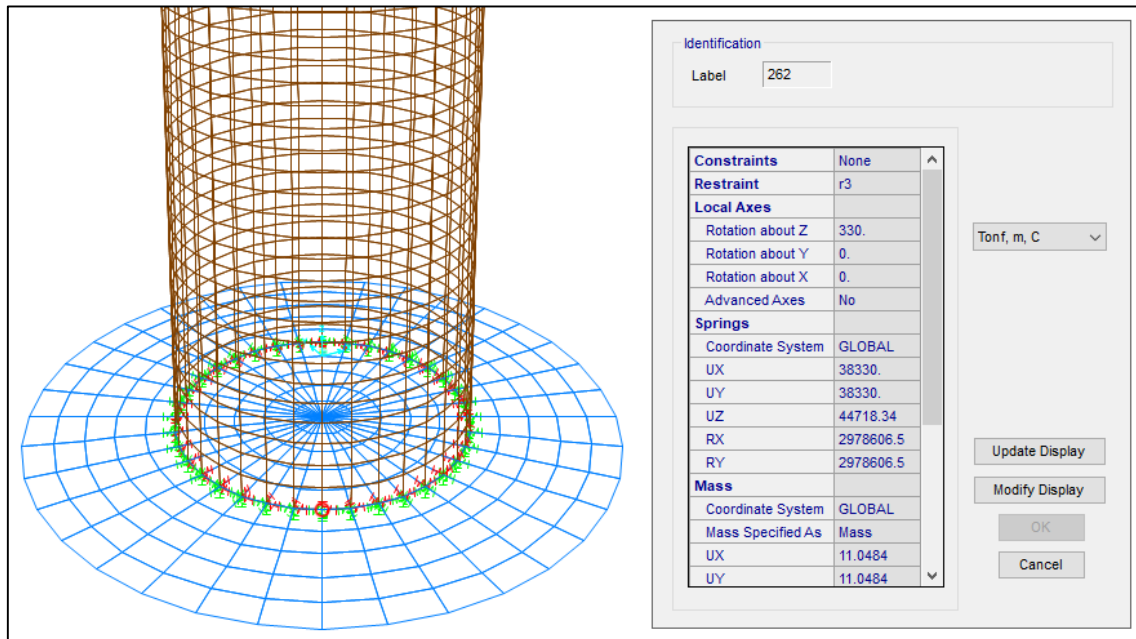 Identification
Label 262
Constraints None
Restraint r3
Local Axes
Rotation about Z 330.
Rotation about Y 0.
Rotation about X 0.
Advanced Axes No
Springs
Coordinate System GLOBAL
UX 38330.
UY 38330.
UZ 44718.34
RX 2978606.5
RY 2978606.5
Mass
Coordinate System GLOBAL
Mass Specified As Mass
UX 11.0484
UY 11.0484
Tonf, m, C
Update Display
Modify Display
OK
Cancel